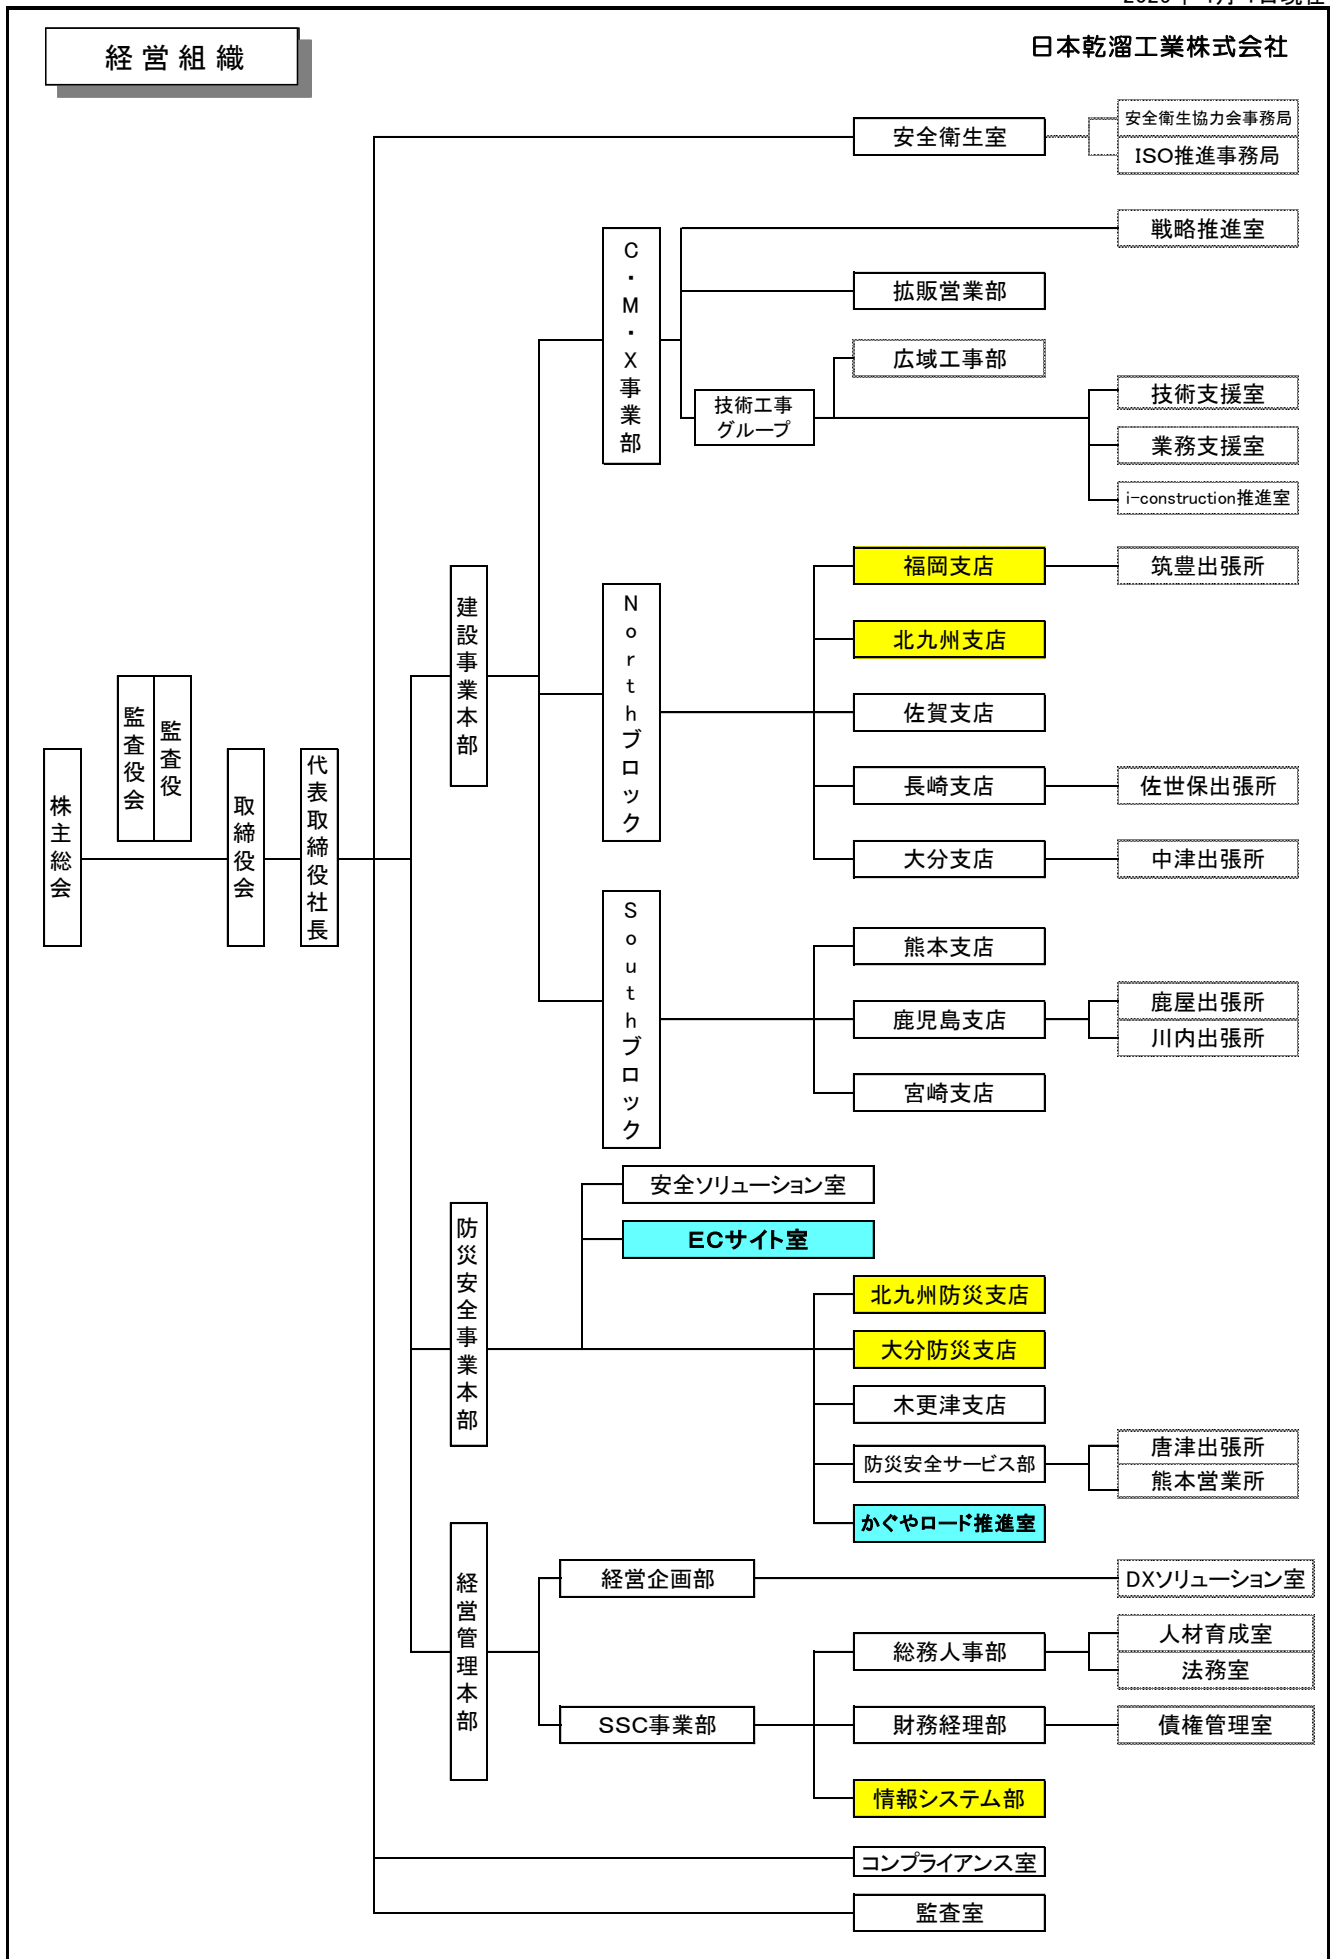 経営組織
日本乾溜工業株式会社
安全衛生室
安全衛生協力会事務局
ISO推進事務局
C・M・X事業部
戦略推進室
拡販営業部
広域工事部
技術工事
グループ
技術支援室
業務支援室
i-construction推進室
建設事業本部
Northブロック
福岡支店
筑豊出張所
北九州支店
佐賀支店
長崎支店
佐世保出張所
大分支店
中津出張所
監査役会
監査役
株主総会
取締役会
代表取締役社長
Southブロック
熊本支店
鹿児島支店
鹿屋出張所
川内出張所
宮崎支店
防災安全事業本部
安全ソリューション室
ECサイト室
北九州防災支店
大分防災支店
木更津支店
防災安全サービス部
唐津出張所
熊本営業所
かぐやロード推進室
経営管理本部
経営企画部
DXソリューション室
総務人事部
人材育成室
法務室
SSC事業部
財務経理部
債権管理室
情報システム部
コンプライアンス室
監査室